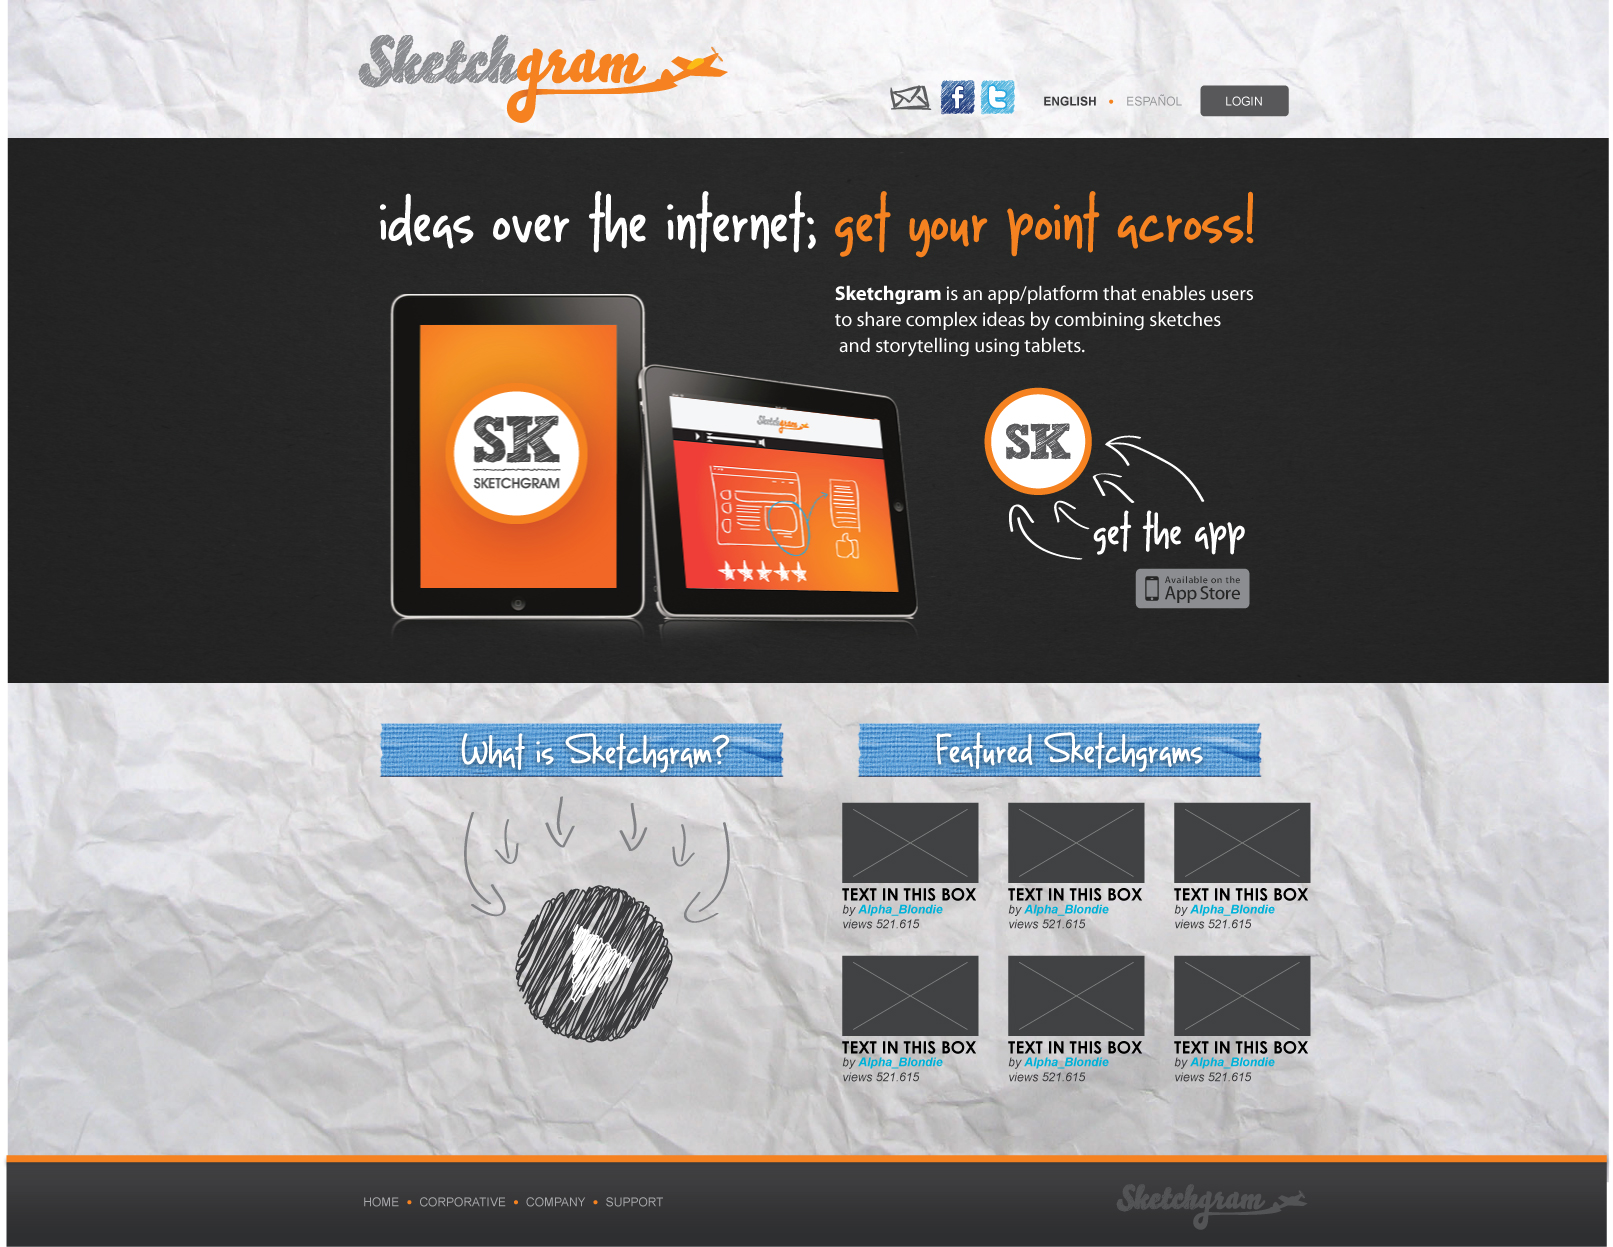 Sketchgram
ENGLISH • ESPAÑOL
LOGIN
ideas over the internet; get your point across!
Sketchgram is an app/platform that enables users
to share complex ideas by combining sketches
and storytelling using tablets.
SK
SKETCHGRAM
Sketchgram
SK
get the app
Available on the
App Store
What is Sketchgram?
Featured Sketchgrams
TEXT IN THIS BOX
by Alpha_Blondie
views 521.615
TEXT IN THIS BOX
by Alpha_Blondie
views 521.615
TEXT IN THIS BOX
by Alpha_Blondie
views 521.615
TEXT IN THIS BOX
by Alpha_Blondie
views 521.615
TEXT IN THIS BOX
by Alpha_Blondie
views 521.615
TEXT IN THIS BOX
by Alpha_Blondie
views 521.615
HOME • CORPORATIVE • COMPANY • SUPPORT
Sketchgram